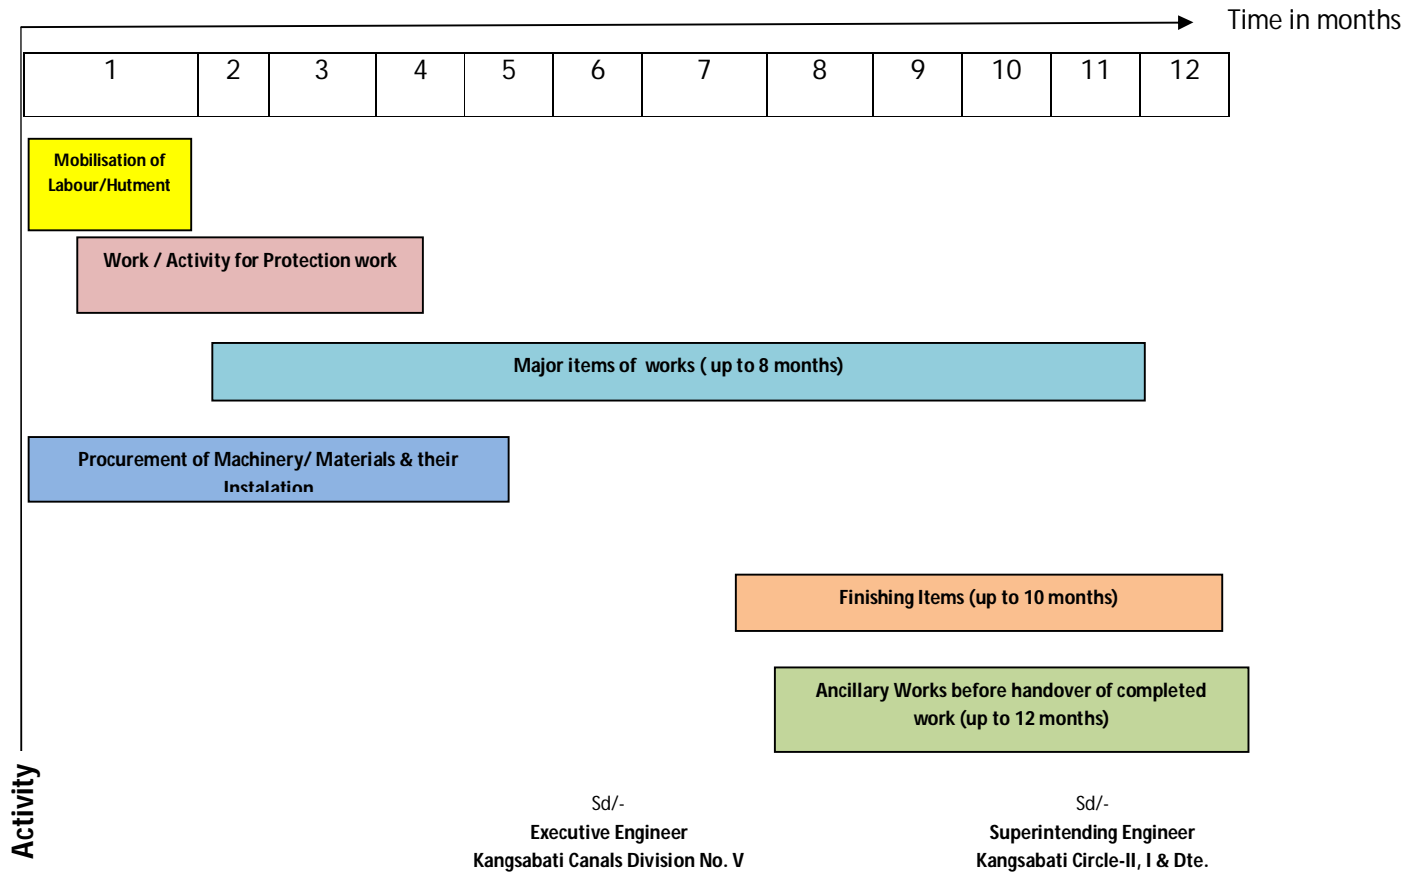 Time in months
1 2 3 4 5 6 7 8 9 10 11 12
Mobilisation of
Labour/Hutment
Work / Activity for Protection work
Major items of works ( up to 8 months)
Procurement of Machinery/ Materials & their
Instalation
Finishing Items (up to 10 months)
Ancillary Works before handover of completed
work (up to 12 months)
Activity
Sd/-
Executive Engineer
Kangsabati Canals Division No. V
Sd/-
Superintending Engineer
Kangsabati Circle-II, I & Dte.